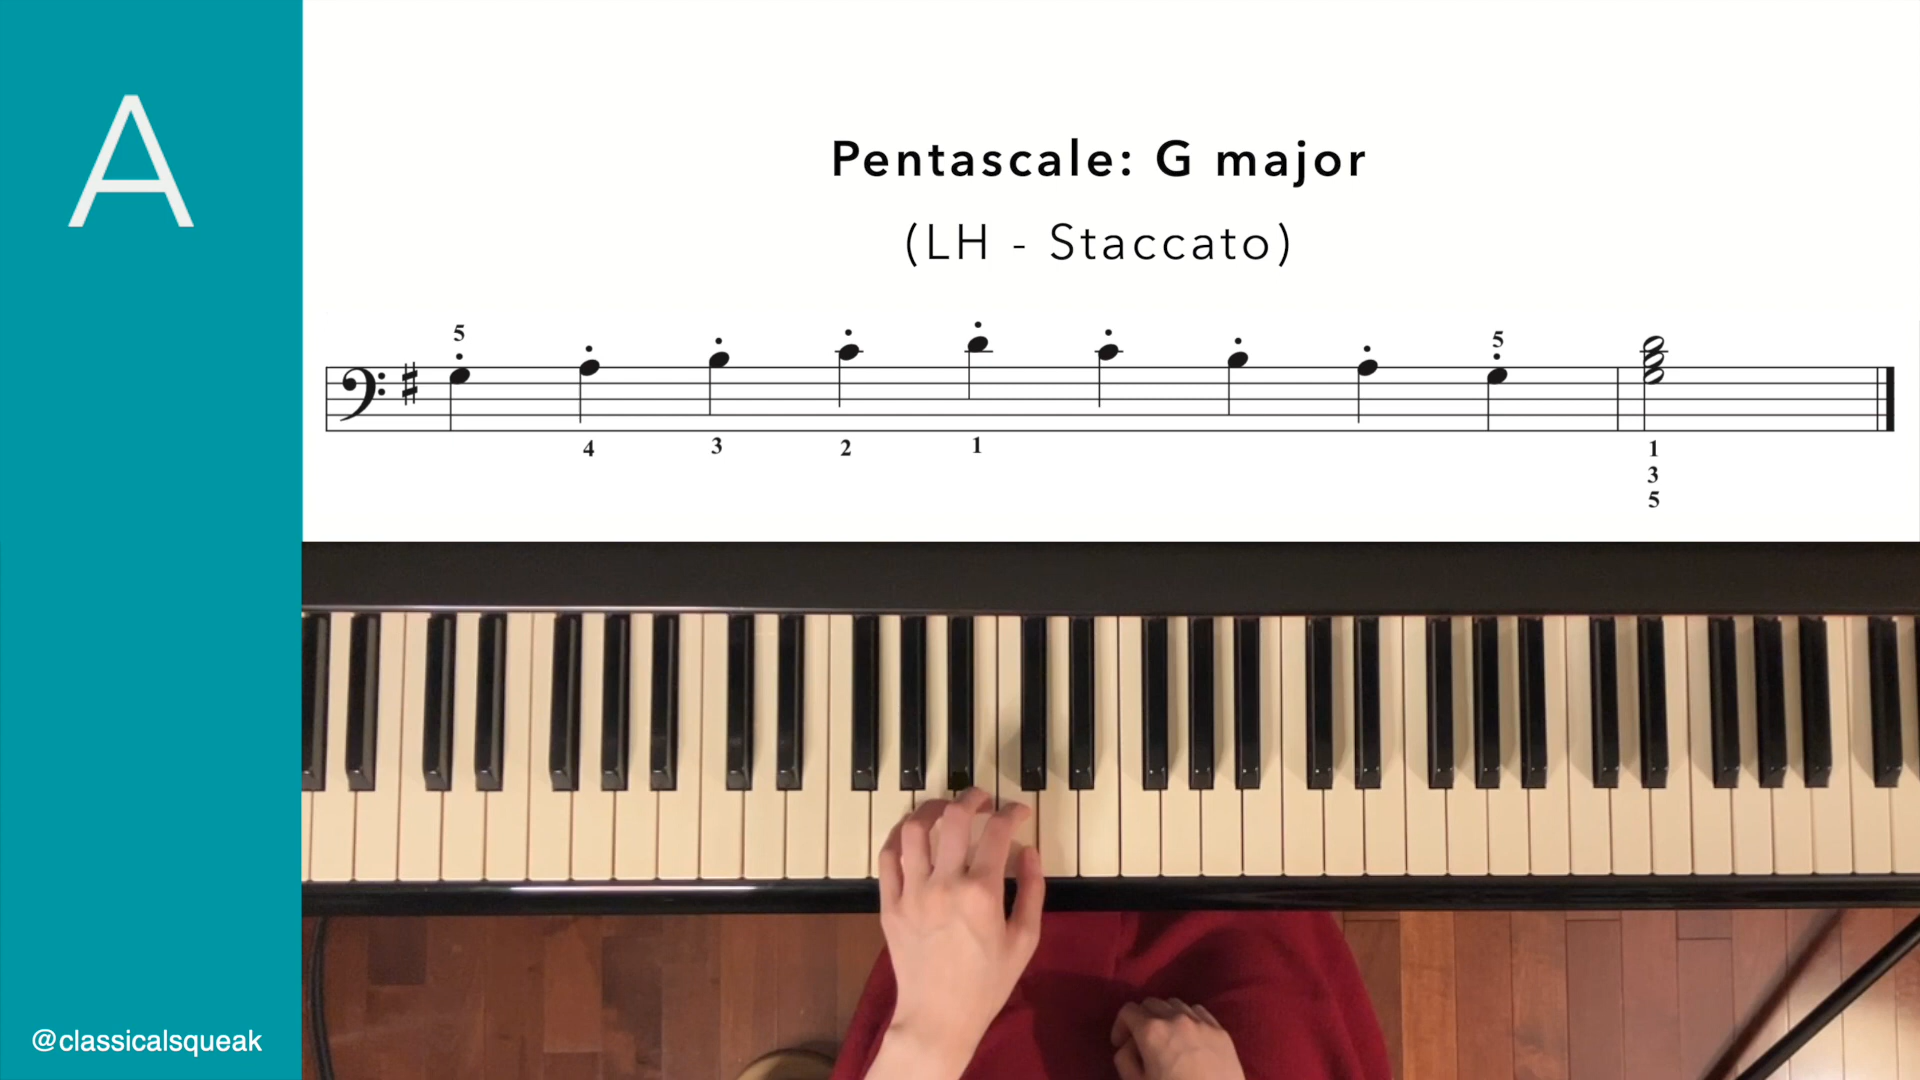 A
Pentascale: G major
(LH - Staccato)
5 5
4 3 2 1 1
3
5
@classicalsqueak